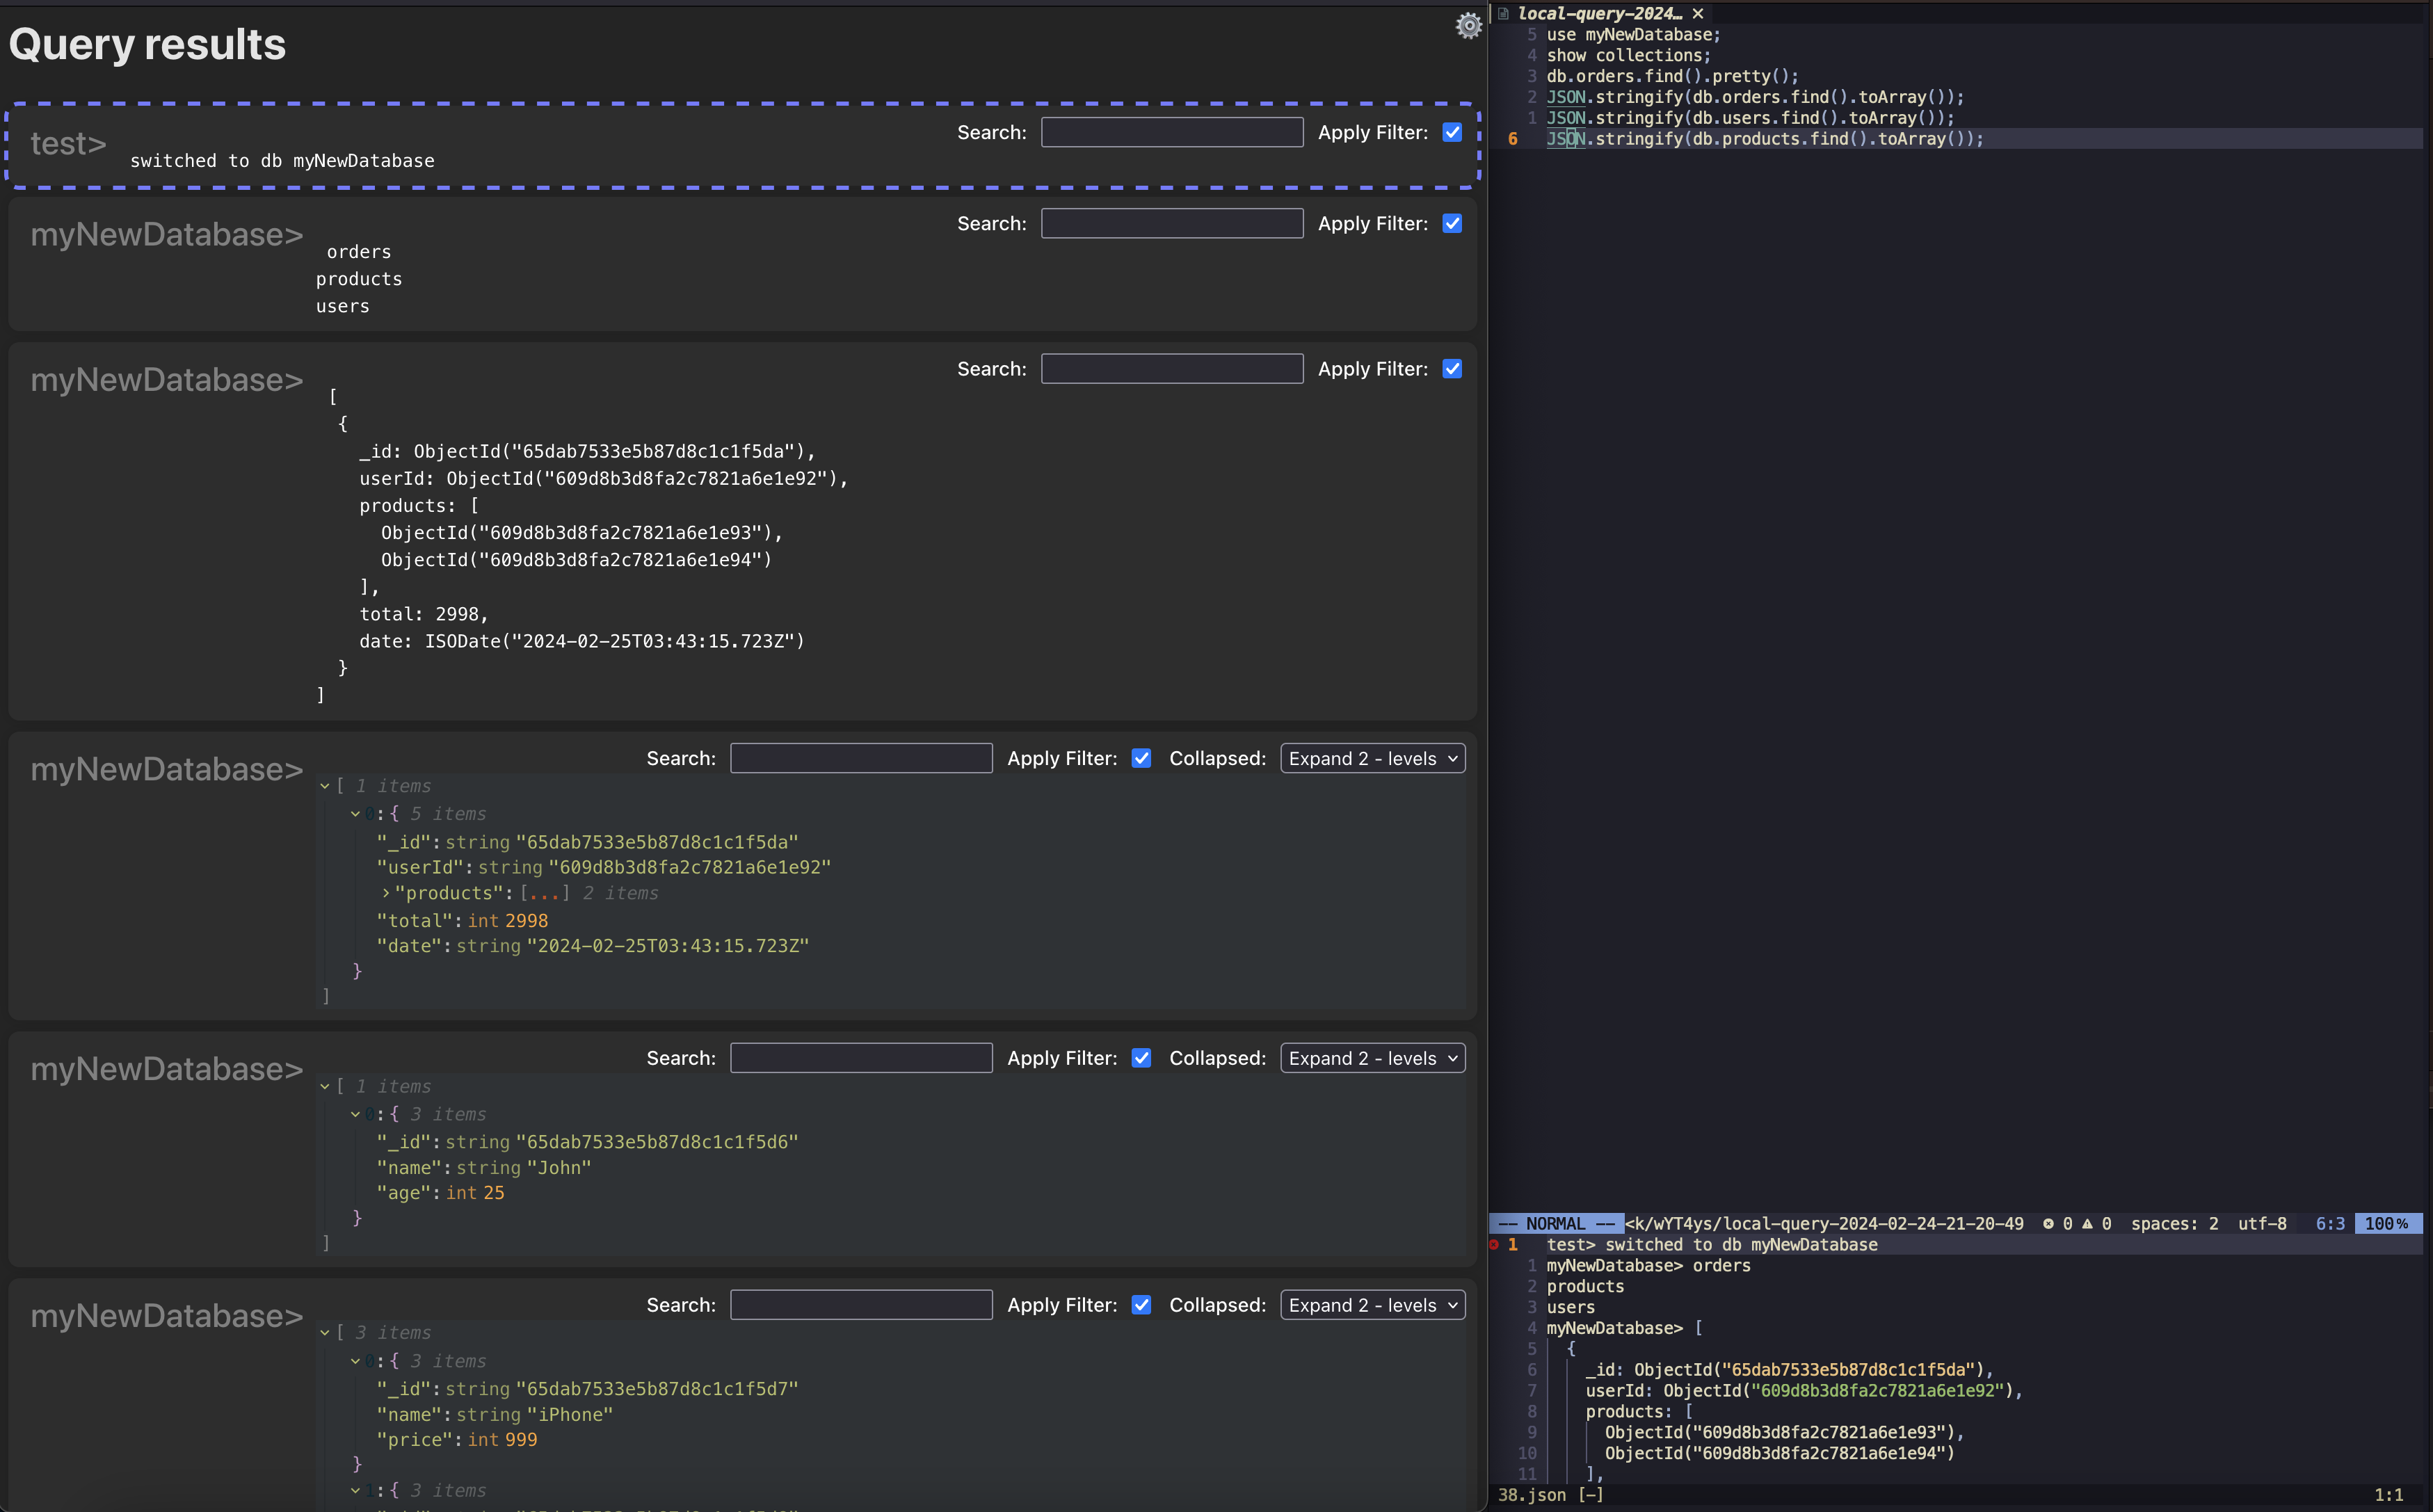 Query results
test>
Search:
Apply Filter:
switched to db myNewDatabase
myNewDatabase>
Search:
Apply Filter:
orders
products
users
myNewDatabase>
Search:
Apply Filter:
[
{
_id: ObjectId("65dab7533e5b87d8c1c1f5da"),
userId: ObjectId("609d8b3d8fa2c7821a6e1e92"),
products: [
ObjectId("609d8b3d8fa2c7821a6e1e93"),
ObjectId("609d8b3d8fa2c7821a6e1e94")
],
total: 2998,
date: ISODate("2024-02-25T03:43:15.723Z")
}
]
myNewDatabase>
Search:
Apply Filter:
Collapsed: Expand 2 - levels
[ 1 items
0:{ 5 items
"_id":string "65dab7533e5b87d8c1c1f5da"
"userId":string "609d8b3d8fa2c7821a6e1e92"
"products":[...] 2 items
"total":int 2998
"date":string "2024-02-25T03:43:15.723Z"
}
]
myNewDatabase>
Search:
Apply Filter:
Collapsed: Expand 2 - levels
[ 1 items
0:{ 3 items
"_id":string "65dab7533e5b87d8c1c1f5d6"
"name":string "John"
"age":int 25
}
]
myNewDatabase>
Search:
Apply Filter:
Collapsed: Expand 2 - levels
[ 3 items
0:{ 3 items
"_id":string "65dab7533e5b87d8c1c1f5d7"
"name":string "iPhone"
"price":int 999
}
1:{ 3 items
local-query-2024… ×
5 use myNewDatabase;
4 show collections;
3 db.orders.find().pretty();
2 JSON.stringify(db.orders.find().toArray());
1 JSON.stringify(db.users.find().toArray());
6 JSON.stringify(db.products.find().toArray());
-- NORMAL -- <k/wYT4ys/local-query-2024-02-24-21-20-49 0 0 spaces: 2 utf-8 6:3 100%
1 test> switched to db myNewDatabase
1 myNewDatabase> orders
2 products
3 users
4 myNewDatabase> [
5 {
6 _id: ObjectId("65dab7533e5b87d8c1c1f5da"),
7 userId: ObjectId("609d8b3d8fa2c7821a6e1e92"),
8 products: [
9 ObjectId("609d8b3d8fa2c7821a6e1e93"),
10 ObjectId("609d8b3d8fa2c7821a6e1e94")
11 ],
38.json [-] 1:1